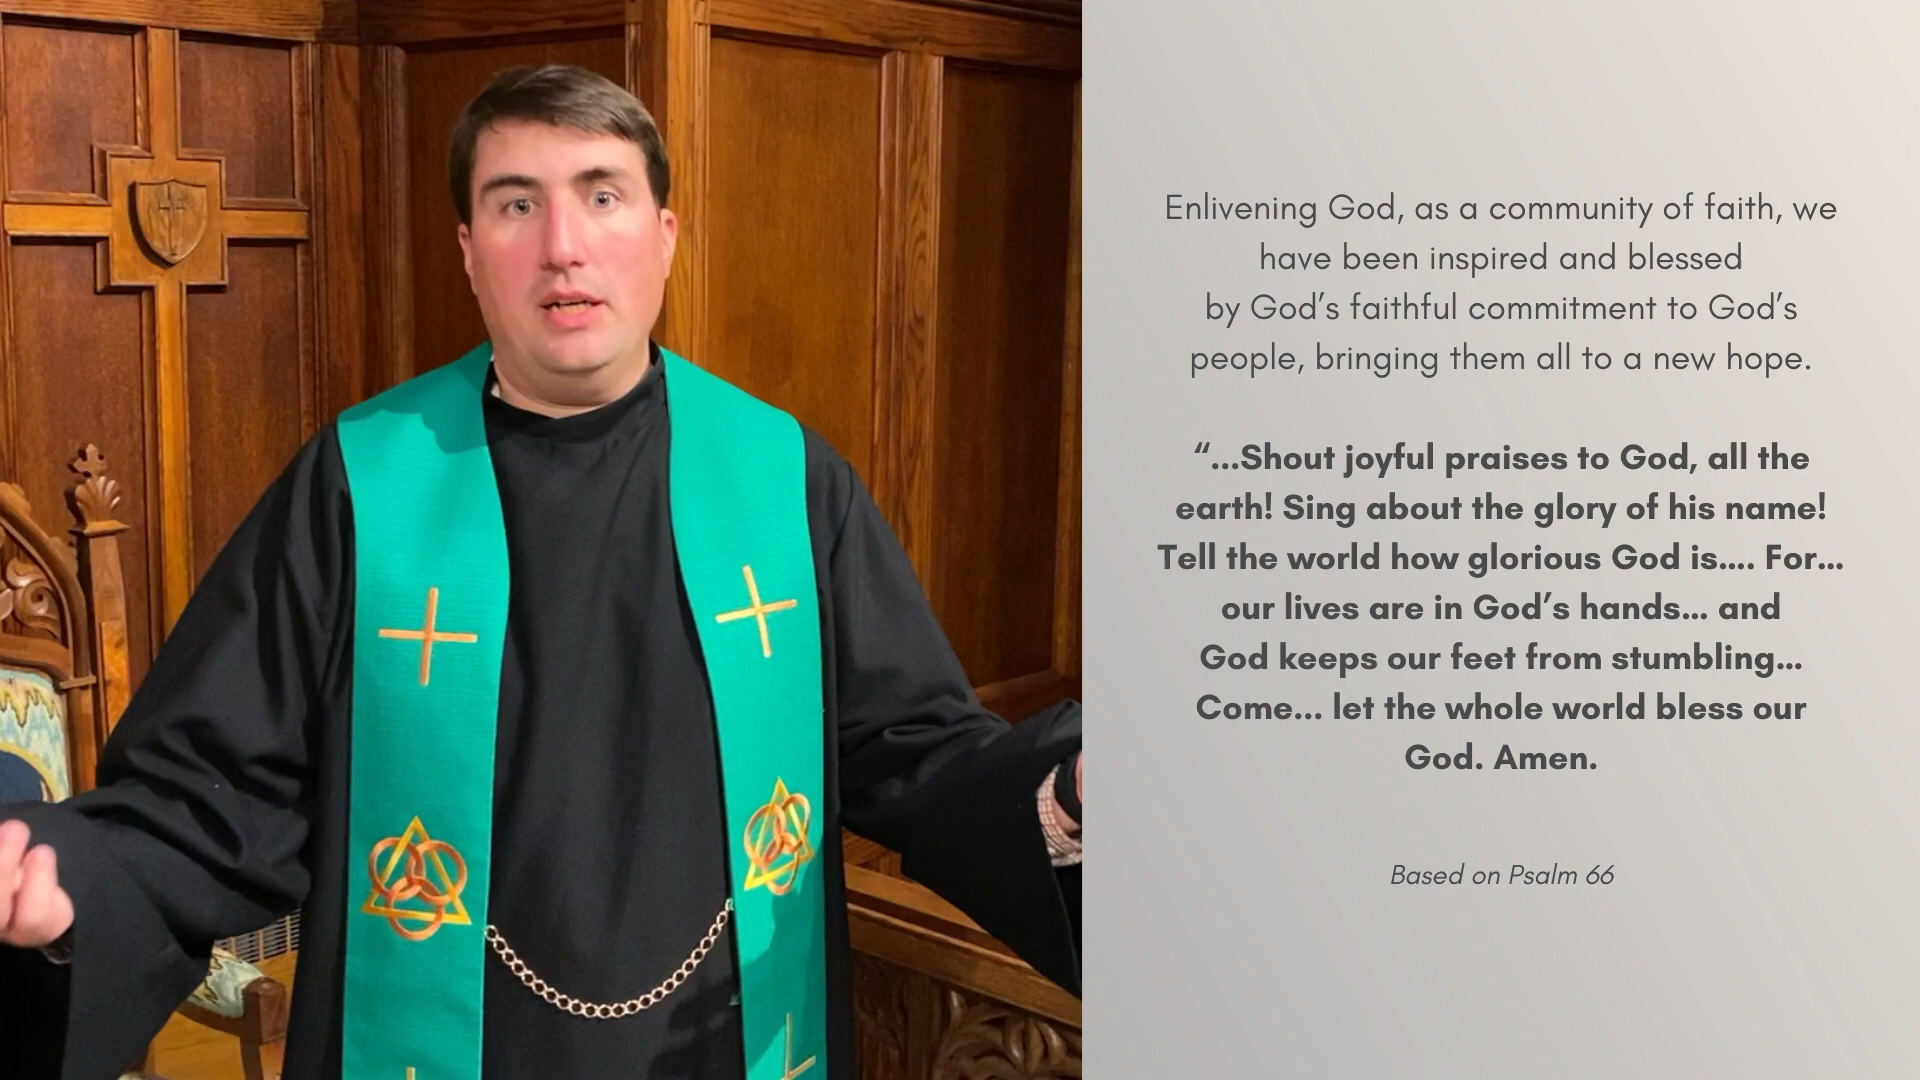 Enlivening God, as a community of faith, we
have been inspired and blessed
by God’s faithful commitment to God’s
people, bringing them all to a new hope.
“...Shout joyful praises to God, all the
earth! Sing about the glory of his name!
Tell the world how glorious God is.... For...
our lives are in God’s hands... and
God keeps our feet from stumbling...
Come... let the whole world bless our
God. Amen.
Based on Psalm 66